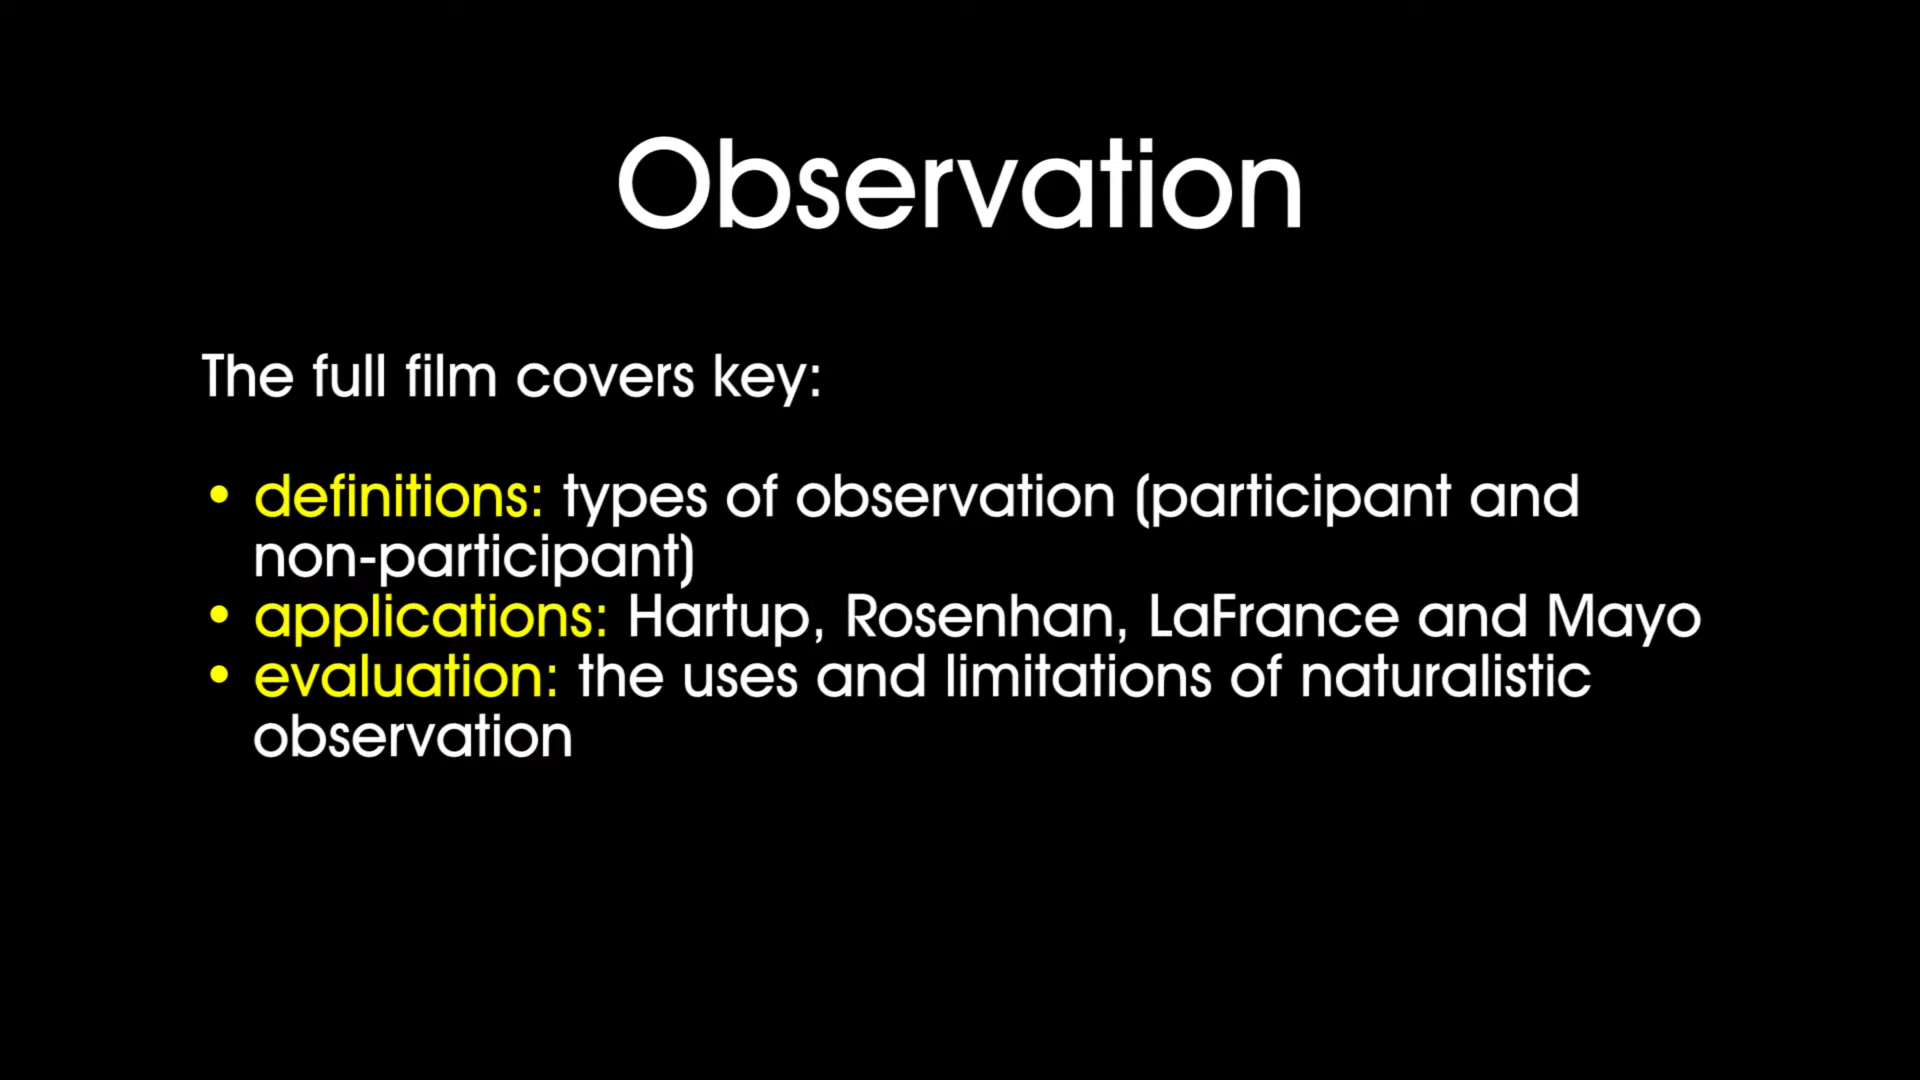 Observation
The full film covers key:
• definitions: types of observation (participant and
non-participant)
• applications: Hartup, Rosenhan, LaFrance and Mayo
• evaluation: the uses and limitations of naturalistic
observation